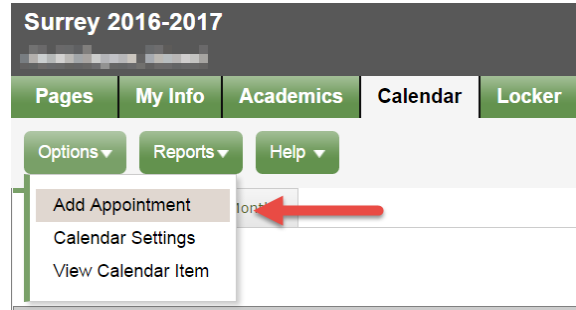 Surrey 2016-2017
Pages My Info Academics Calendar Locker
Options Reports Help
Add Appointment
Calendar Settings
View Calendar Item